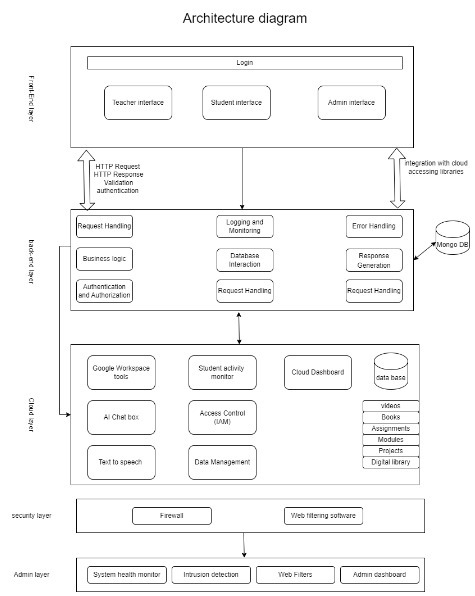 Architecture diagram
Front-End layer
Login
Teacher interface
Student interface
Admin interface
HTTP Request
HTTP Response
Validation
authentication
integration with cloud
accessing libraries
back-end layer
Request Handling
Logging and
Monitoring
Error Handling
Business logic
Database
Interaction
Response
Generation
Authentication
and Authorization
Request Handling
Request Handling
Mongo DB
Cloud layer
Google Workspace
tools
Student activity
monitor
Cloud Dashboard
data base
AI Chat box
Access Control
(IAM)
Text to speech
Data Management
videos
Books
Assignments
Modules
Projects
Digital library
security layer
Firewall
Web filtering software
Admin layer
System health monitor
Intrusion detection
Web Filters
Admin dashboard